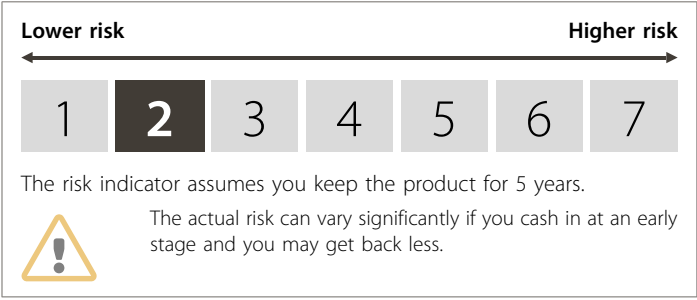 Lower risk Higher risk
1 2 3 4 5 6 7
The risk indicator assumes you keep the product for 5 years.
The actual risk can vary significantly if you cash in at an early
stage and you may get back less.